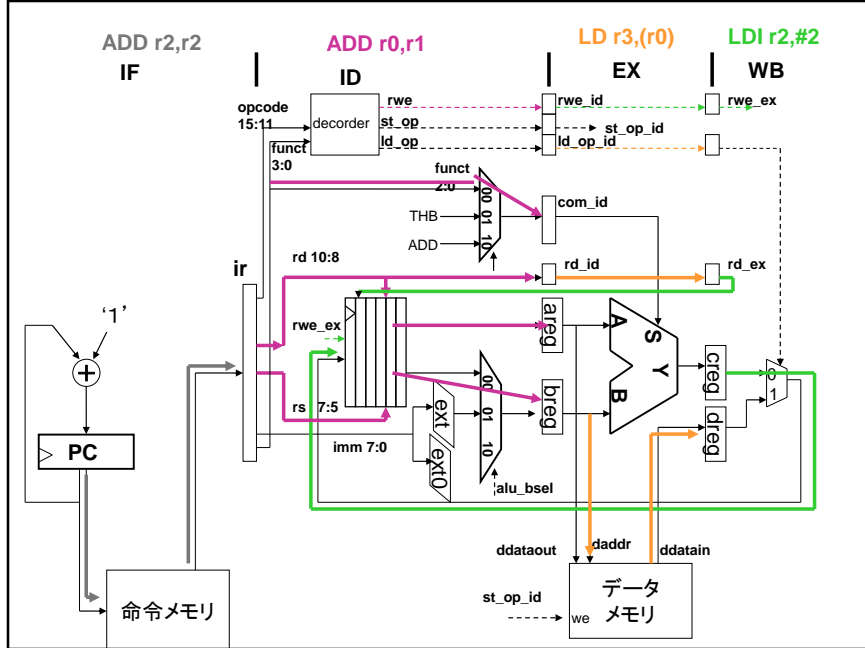 ADD r2,r2
IF
ADD r0,r1
ID
LD r3,(r0)
EX
LDI r2,#2
WB
opcode
15:11
funct
3:0
decorder
rwe
st_op
ld_op
rwe_id
st_op_id
ld_op_id
rwe_ex
funct
2:0
THB
ADD
00
01
10
com_id
ir
rd 10:8
rd_id
rd_ex
'1'
+
PC
rwe_ex
rs 7:5
imm 7:0
ext
ext0
00
01
10
alu_bsel
areg
breg
A
B
S
Y
creg
dreg
0
1
ddataout
daddr
ddatain
命令メモリ
st_op_id
we
データ
メモリ